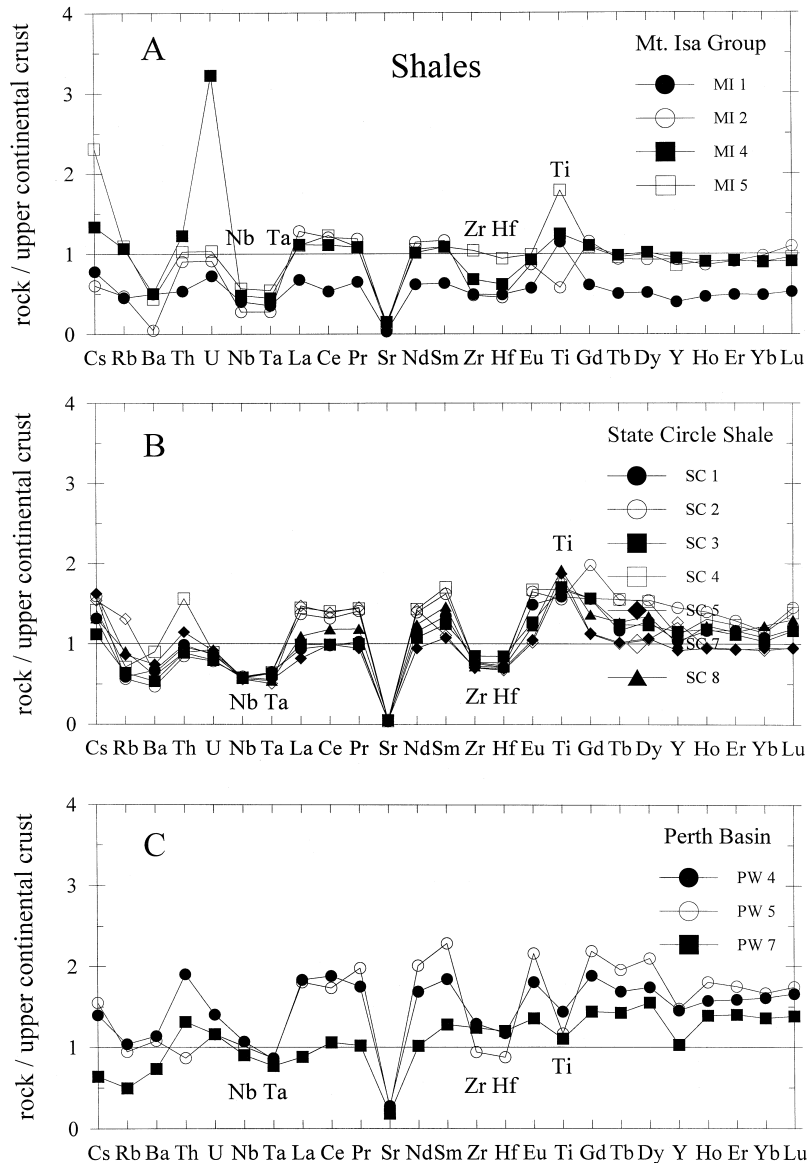 A
Shales
Mt. Isa Group
MI 1
MI 2
MI 4
MI 5
4
3
2
1
0
rock / upper continental crust
Nb Ta
Zr Hf
Ti
Cs Rb Ba Th U Nb Ta La Ce Pr Sr Nd Sm Zr Hf Eu Ti Gd Tb Dy Y Ho Er Yb Lu
B
State Circle Shale
SC 1
SC 2
SC 3
SC 4
SC 5
SC 7
SC 8
4
3
2
1
0
rock / upper continental crust
Nb Ta
Zr Hf
Ti
Cs Rb Ba Th U Nb Ta La Ce Pr Sr Nd Sm Zr Hf Eu Ti Gd Tb Dy Y Ho Er Yb Lu
C
Perth Basin
PW 4
PW 5
PW 7
4
3
2
1
0
rock / upper continental crust
Nb Ta
Zr Hf
Ti
Cs Rb Ba Th U Nb Ta La Ce Pr Sr Nd Sm Zr Hf Eu Ti Gd Tb Dy Y Ho Er Yb Lu